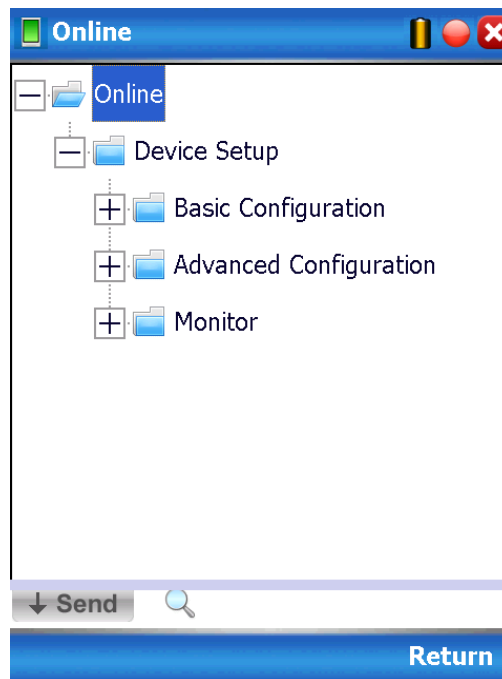 Online
Online
Device Setup
Basic Configuration
Advanced Configuration
Monitor
Send
Return